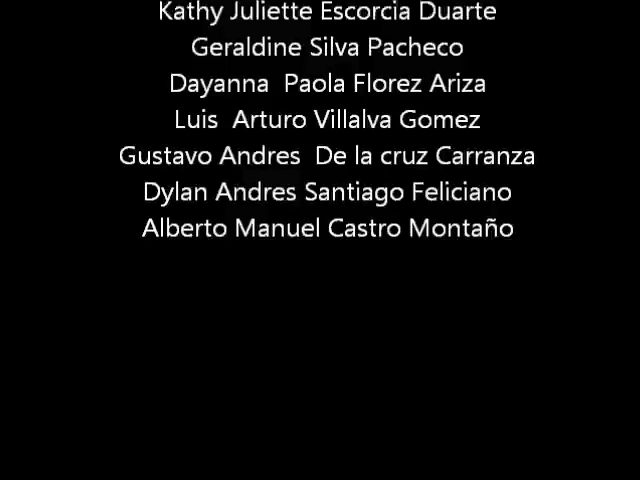 Kathy Juliette Escorcia Duarte
Geraldine Silva Pacheco
Dayanna  Paola Florez Ariza
Luis  Arturo Villalva Gomez
Gustavo Andres  De la cruz Carranza
Dylan Andres Santiago Feliciano
Alberto Manuel Castro Montaño